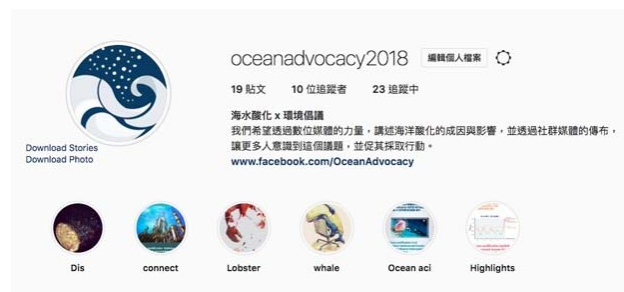 oceanadvocacy2018 編輯個人檔案
19 貼文 10 位追蹤者 23 追蹤中
海水酸化 x 環境倡議
我們希望透過數位媒體的力量，講述海洋酸化的成因與影響，並透過社群媒體的傳布，
讓更多人意識到這個議題，並促其採取行動。
www.facebook.com/OceanAdvocacy
Download Stories
Download Photo
Dis connect Lobster whale Ocean aci Highlights